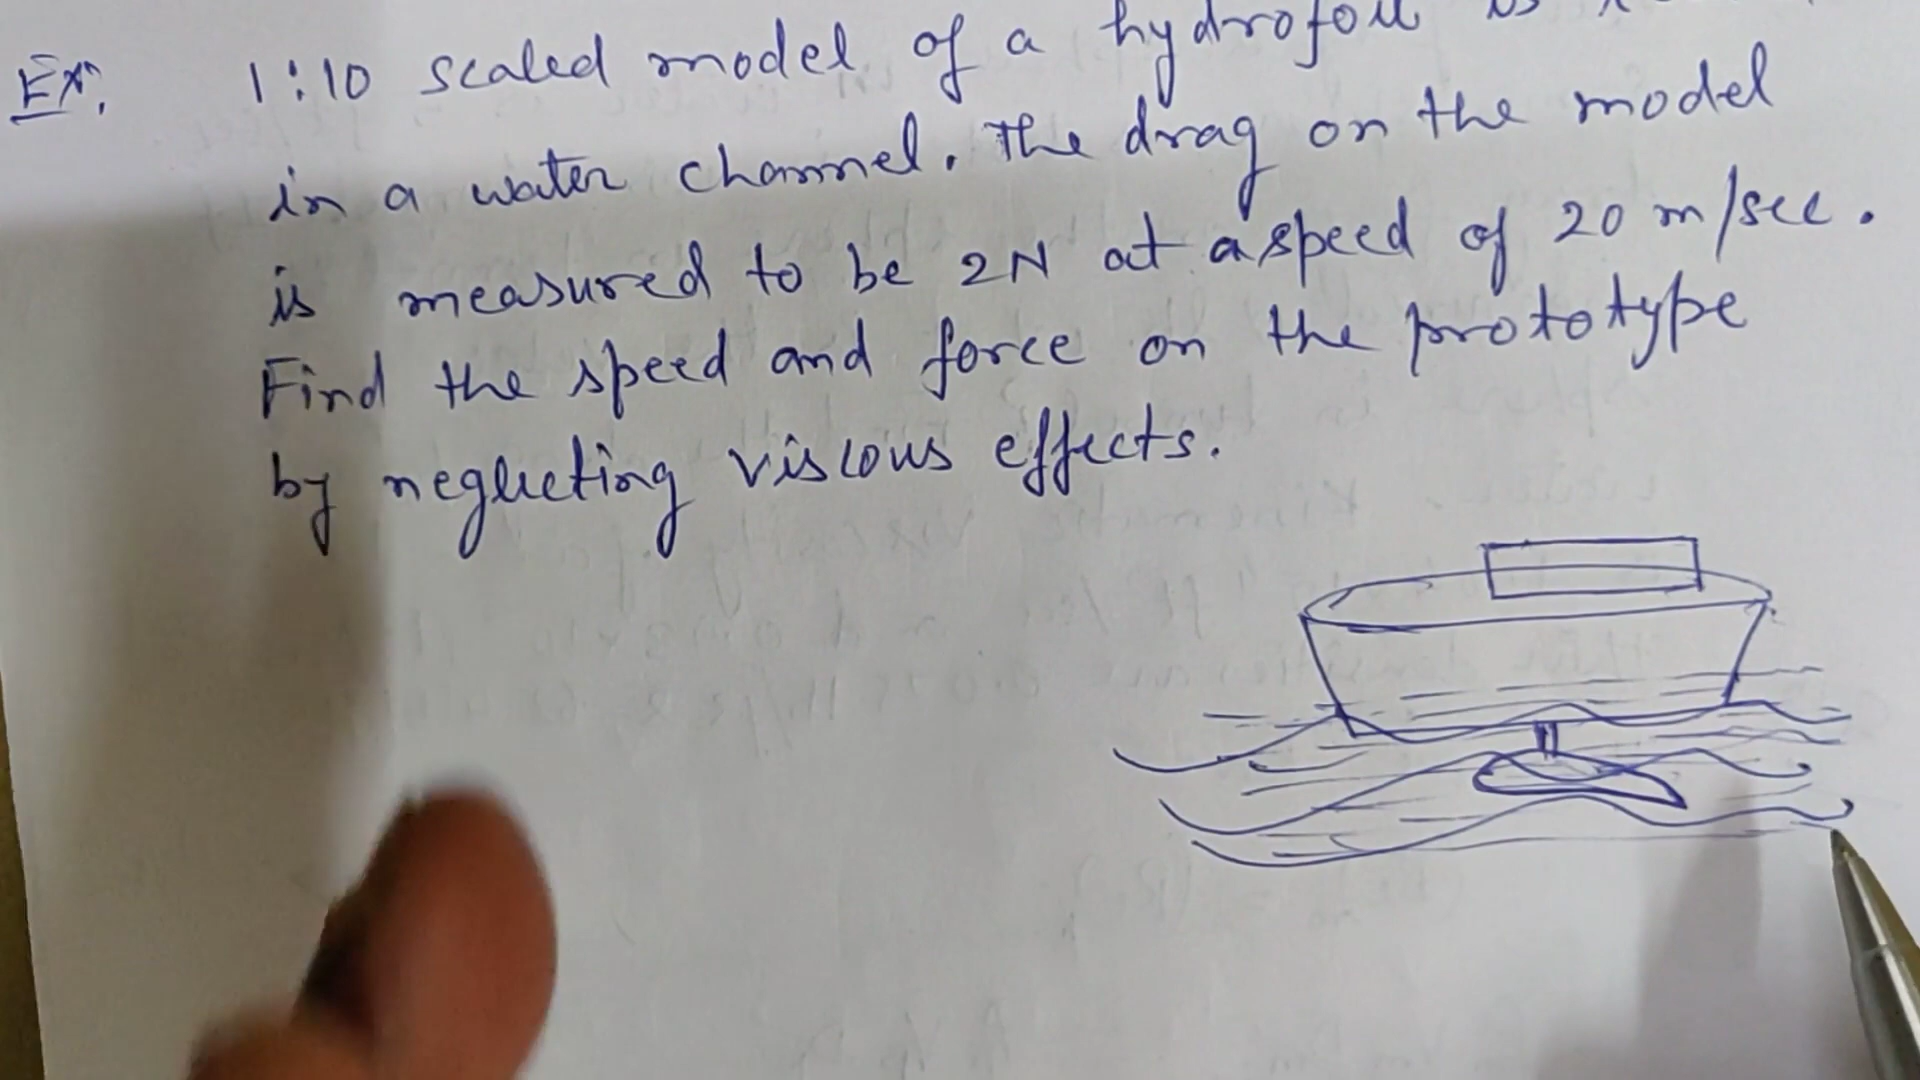 Ex. 1:10 scaled model of a hydrofoil is
in a water channel. The drag on the model
is measured to be 2N at a speed of 20 m/sec.
Find the speed and force on the prototype
by neglecting viscous effects.